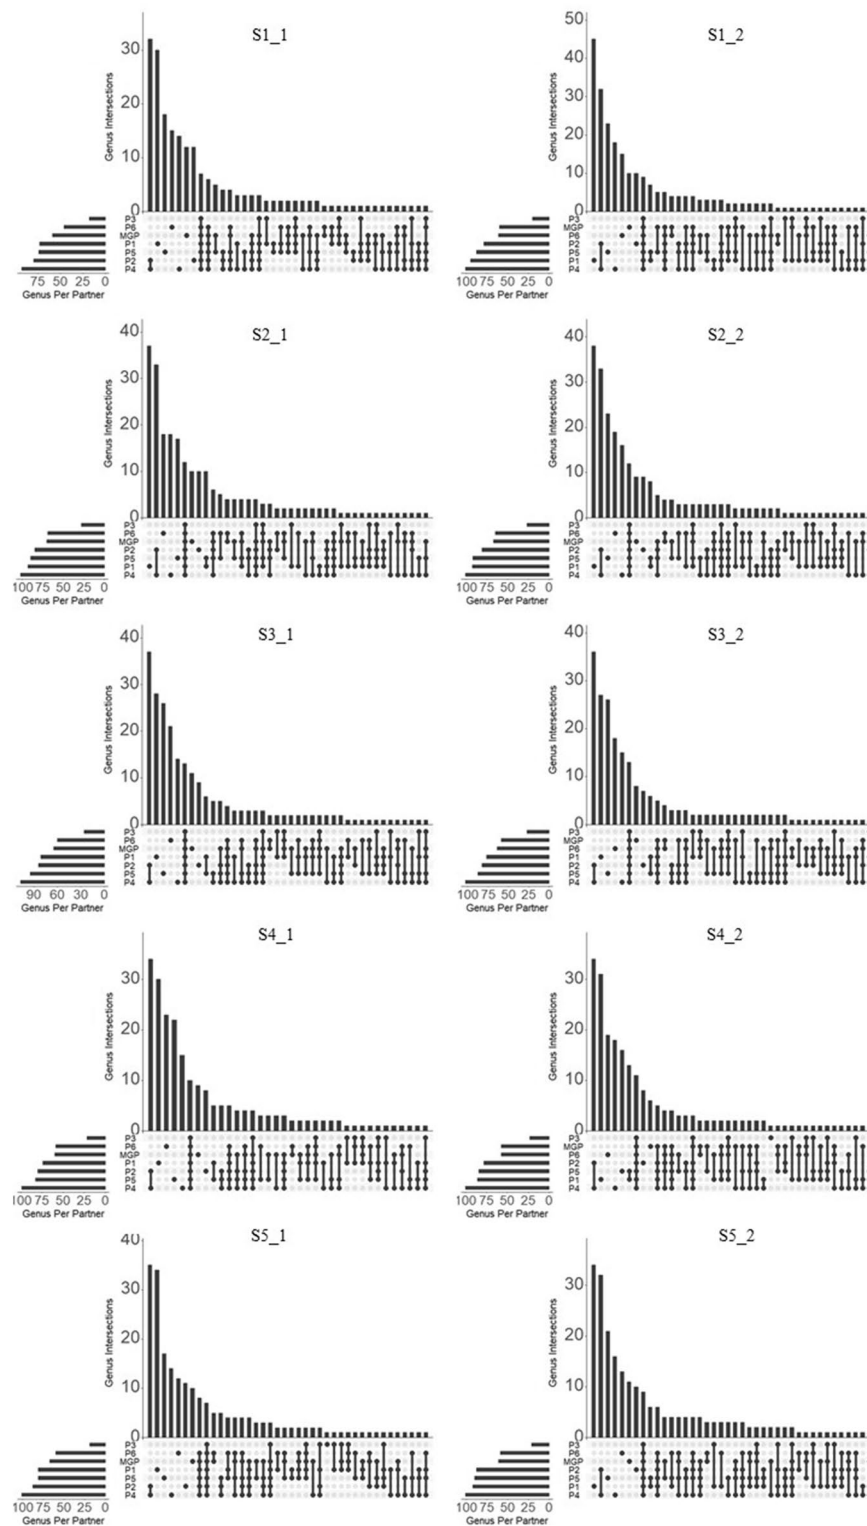 S1_1
Genus Intersections
30
20
10
0
P3
P6
MGP
P1
P5
P2
P4
75 50 25 0
Genus Per Partner
S1_2
Genus Intersections
50
40
30
20
10
0
P3
MGP
P6
P2
P5
P1
P4
100 75 50 25 0
Genus Per Partner
S2_1
Genus Intersections
40
30
20
10
0
P3
P6
MGP
P2
P5
P1
P4
100 75 50 25 0
Genus Per Partner
S2_2
Genus Intersections
40
30
20
10
0
P3
P6
MGP
P2
P5
P1
P4
100 75 50 25 0
Genus Per Partner
S3_1
Genus Intersections
40
30
20
10
0
P3
P6
MGP
P1
P2
P5
P4
90 60 30 0
Genus Per Partner
S3_2
Genus Intersections
40
30
20
10
0
P3
MGP
P6
P1
P2
P5
P4
100 75 50 25 0
Genus Per Partner
S4_1
Genus Intersections
30
20
10
0
P3
P6
MGP
P1
P2
P5
P4
100 75 50 25 0
Genus Per Partner
S4_2
Genus Intersections
30
20
10
0
P3
MGP
P6
P2
P5
P1
P4
100 75 50 25 0
Genus Per Partner
S5_1
Genus Intersections
40
30
20
10
0
P3
P6
MGP
P1
P5
P2
P4
100 75 50 25 0
Genus Per Partner
S5_2
Genus Intersections
30
20
10
0
P3
P6
MGP
P2
P5
P1
P4
100 75 50 25 0
Genus Per Partner